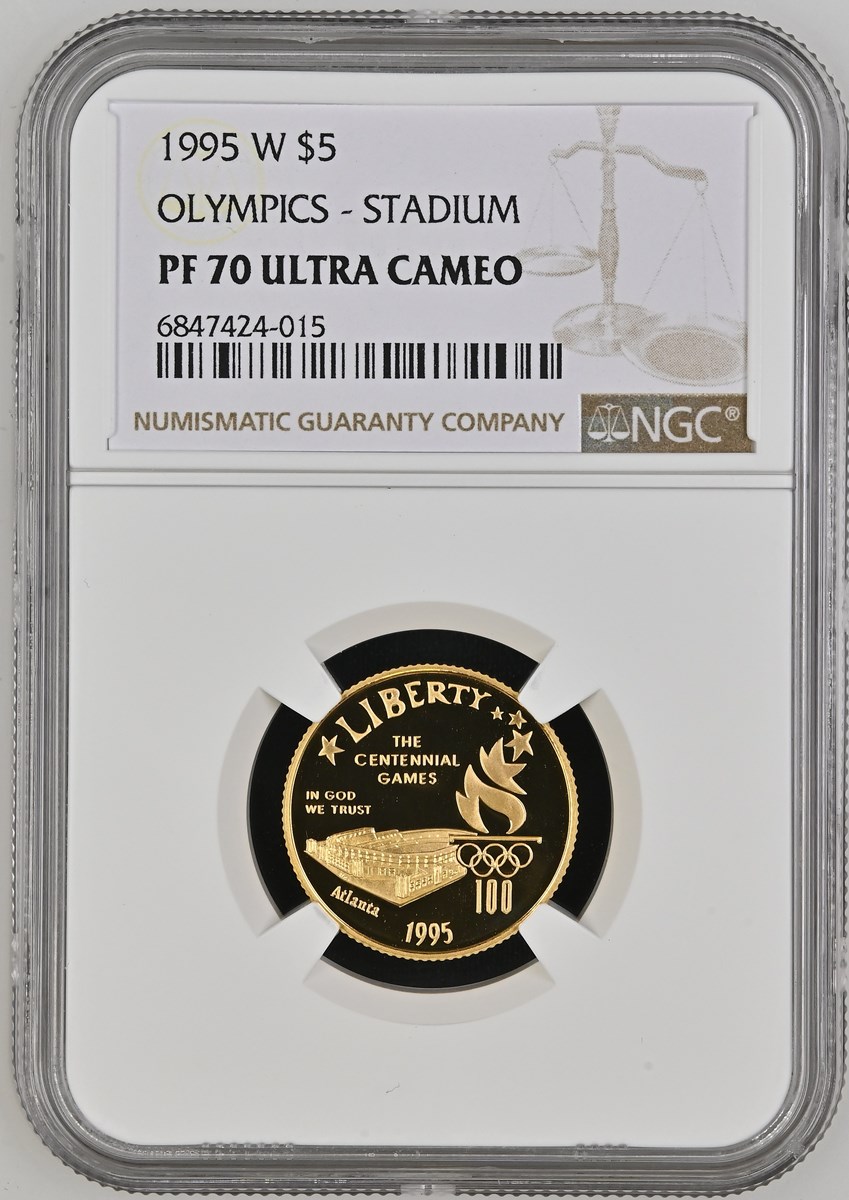 1995 W $5
OLYMPICS - STADIUM
PF 70 ULTRA CAMEO
6847424-015
NUMISMATIC GUARANTY COMPANY
NGC®
LIBERTY
THE
CENTENNIAL
GAMES
IN GOD
WE TRUST
100
Atlanta
1995